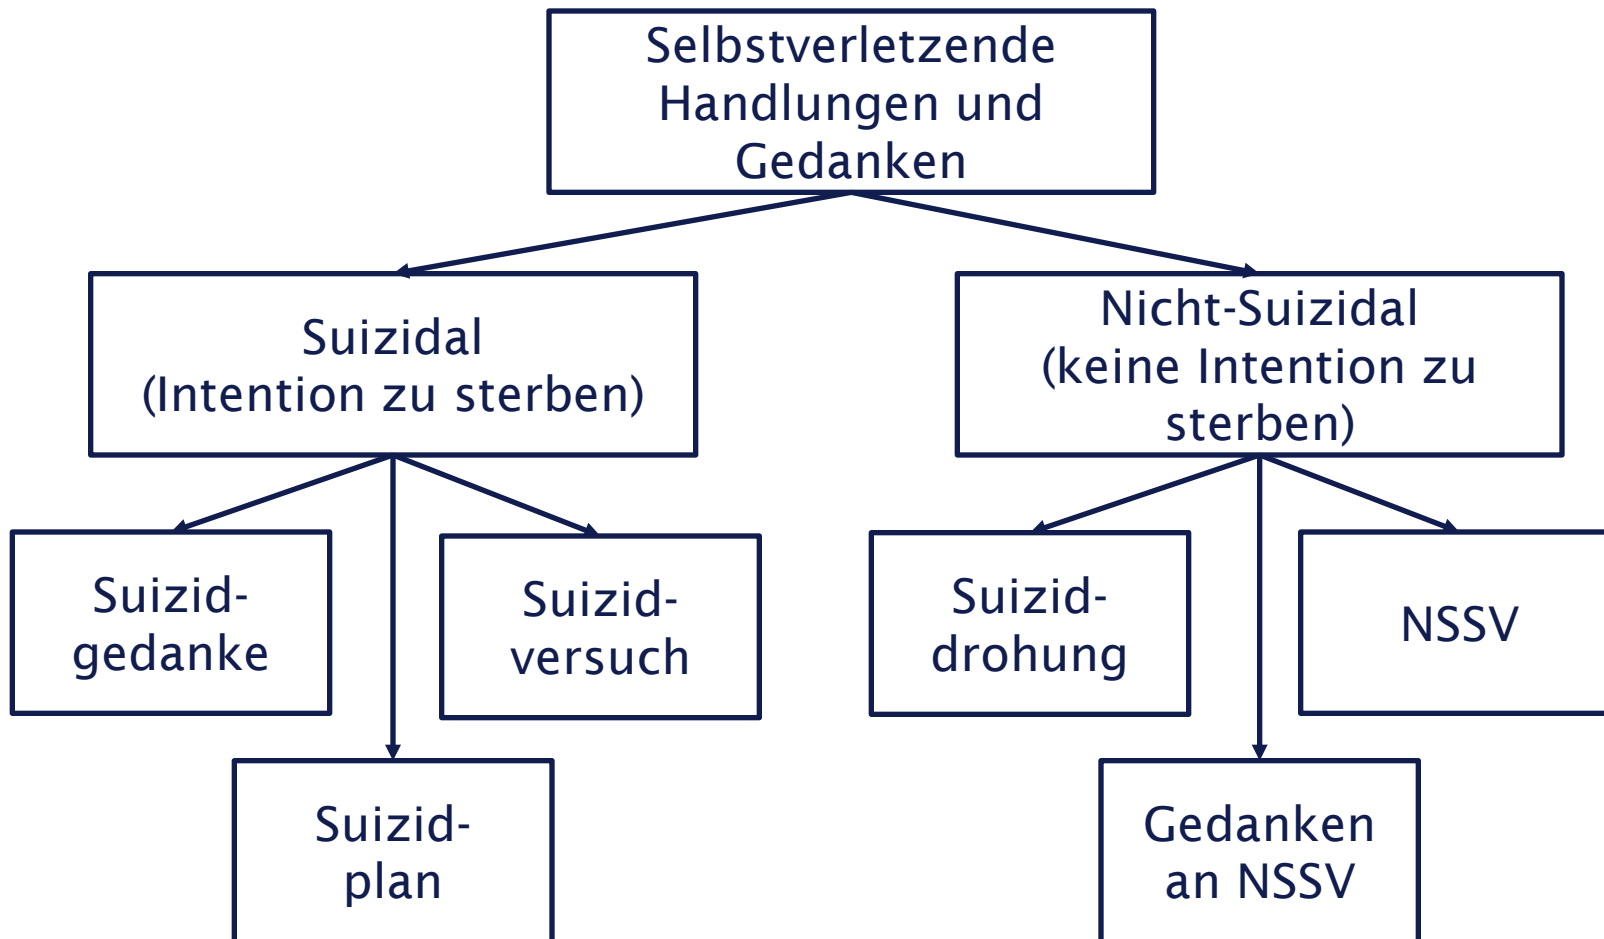 Selbstverletzende
Handlungen und
Gedanken
Suizidal
(Intention zu sterben)
Nicht-Suizidal
(keine Intention zu
sterben)
Suizid-
gedanke
Suizid-
versuch
Suizid-
drohung
NSSV
Suizid-
plan
Gedanken
an NSSV